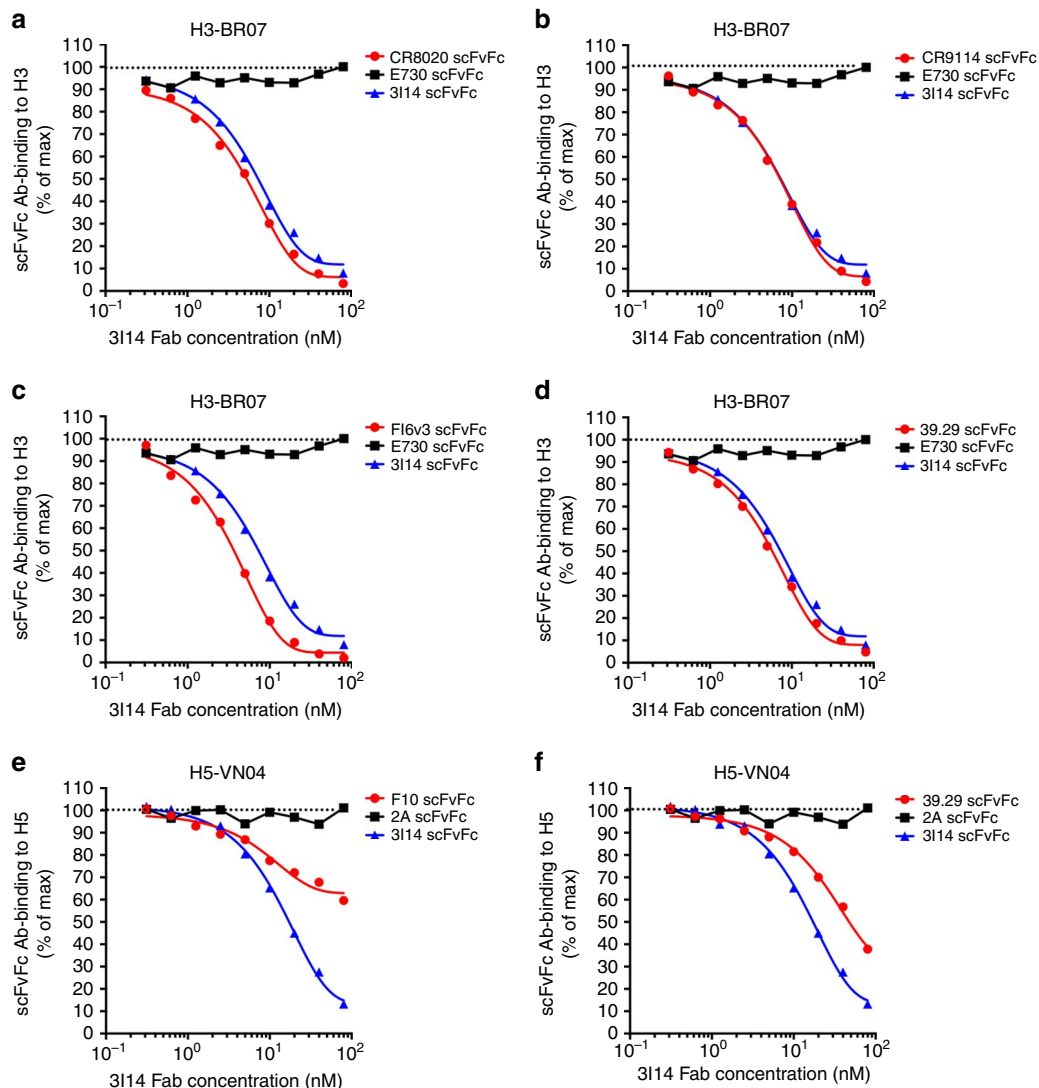 a
H3-BR07
110
100
90
80
70
60
50
40
30
20
10
0
scFvFc Ab-binding to H3
(% of max)
CR8020 scFvFc
E730 scFvFc
3I14 scFvFc
10⁻¹
10⁰
10¹
10²
3I14 Fab concentration (nM)
b
H3-BR07
110
100
90
80
70
60
50
40
30
20
10
0
scFvFc Ab-binding to H3
(% of max)
CR9114 scFvFc
E730 scFvFc
3I14 scFvFc
10⁻¹
10⁰
10¹
10²
3I14 Fab concentration (nM)
c
H3-BR07
110
100
90
80
70
60
50
40
30
20
10
0
scFvFc Ab-binding to H3
(% of max)
FI6v3 scFvFc
E730 scFvFc
3I14 scFvFc
10⁻¹
10⁰
10¹
10²
3I14 Fab concentration (nM)
d
H3-BR07
110
100
90
80
70
60
50
40
30
20
10
0
scFvFc Ab-binding to H3
(% of max)
39.29 scFvFc
E730 scFvFc
3I14 scFvFc
10⁻¹
10⁰
10¹
10²
3I14 Fab concentration (nM)
e
H5-VN04
110
100
90
80
70
60
50
40
30
20
10
0
scFvFc Ab-binding to H5
(% of max)
F10 scFvFc
2A scFvFc
3I14 scFvFc
10⁻¹
10⁰
10¹
10²
3I14 Fab concentration (nM)
f
H5-VN04
110
100
90
80
70
60
50
40
30
20
10
0
scFvFc Ab-binding to H5
(% of max)
39.29 scFvFc
2A scFvFc
3I14 scFvFc
10⁻¹
10⁰
10¹
10²
3I14 Fab concentration (nM)